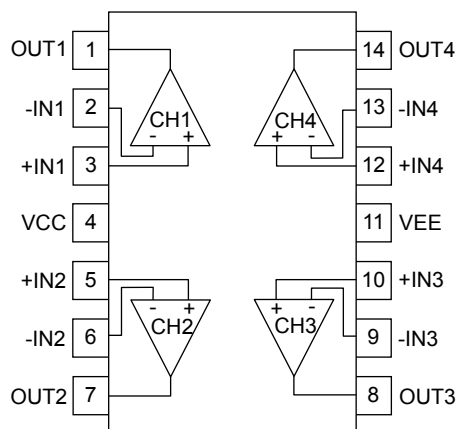 OUT1 1 14 OUT4
-IN1 2 13 -IN4
CH1 CH4
- + + -
+IN1 3 12 +IN4
VCC 4 11 VEE
+IN2 5 10 +IN3
- + + -
CH2 CH3
-IN2 6 9 -IN3
OUT2 7 8 OUT3